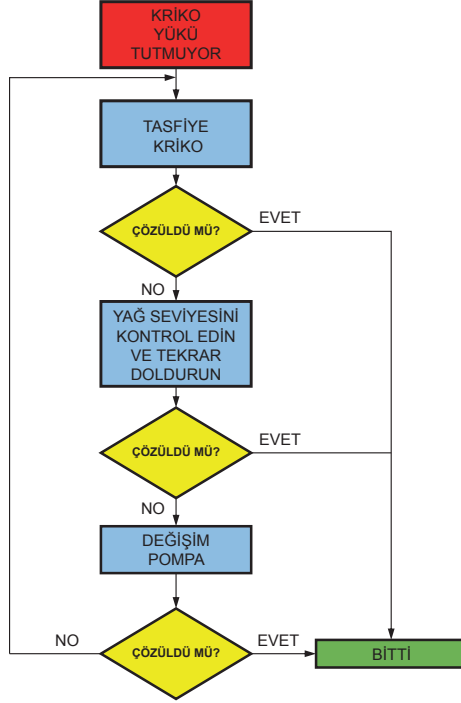 KRİKO
YÜKÜ
TUTMUYOR
TASFİYE
KRİKO
ÇÖZÜLDÜ MÜ?
EVET
NO
YAĞ SEVİYESİNİ
KONTROL EDİN
VE TEKRAR
DOLDURUN
ÇÖZÜLDÜ MÜ?
EVET
NO
DEĞİŞİM
POMPA
NO
ÇÖZÜLDÜ MÜ?
EVET
BİTTİ